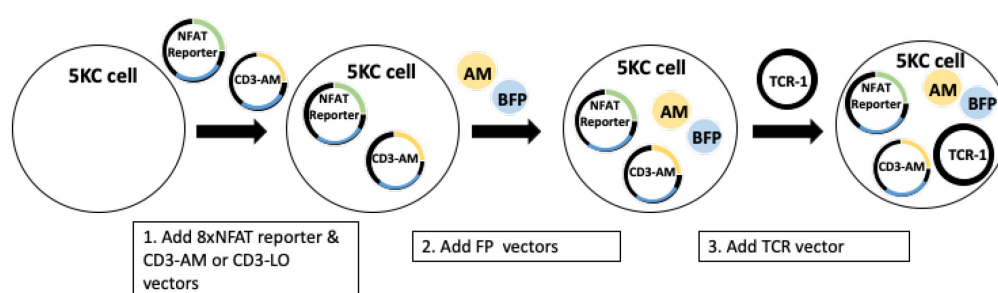 5KC cell
NFAT
Reporter
CD3-AM
5KC cell
NFAT
Reporter
CD3-AM
AM
BFP
5KC cell
NFAT
Reporter
AM
BFP
CD3-AM
TCR-1
5KC cell
NFAT
Reporter
AM
BFP
CD3-AM
TCR-1
1. Add 8xNFAT reporter &
CD3-AM or CD3-LO
vectors
2. Add FP vectors
3. Add TCR vector